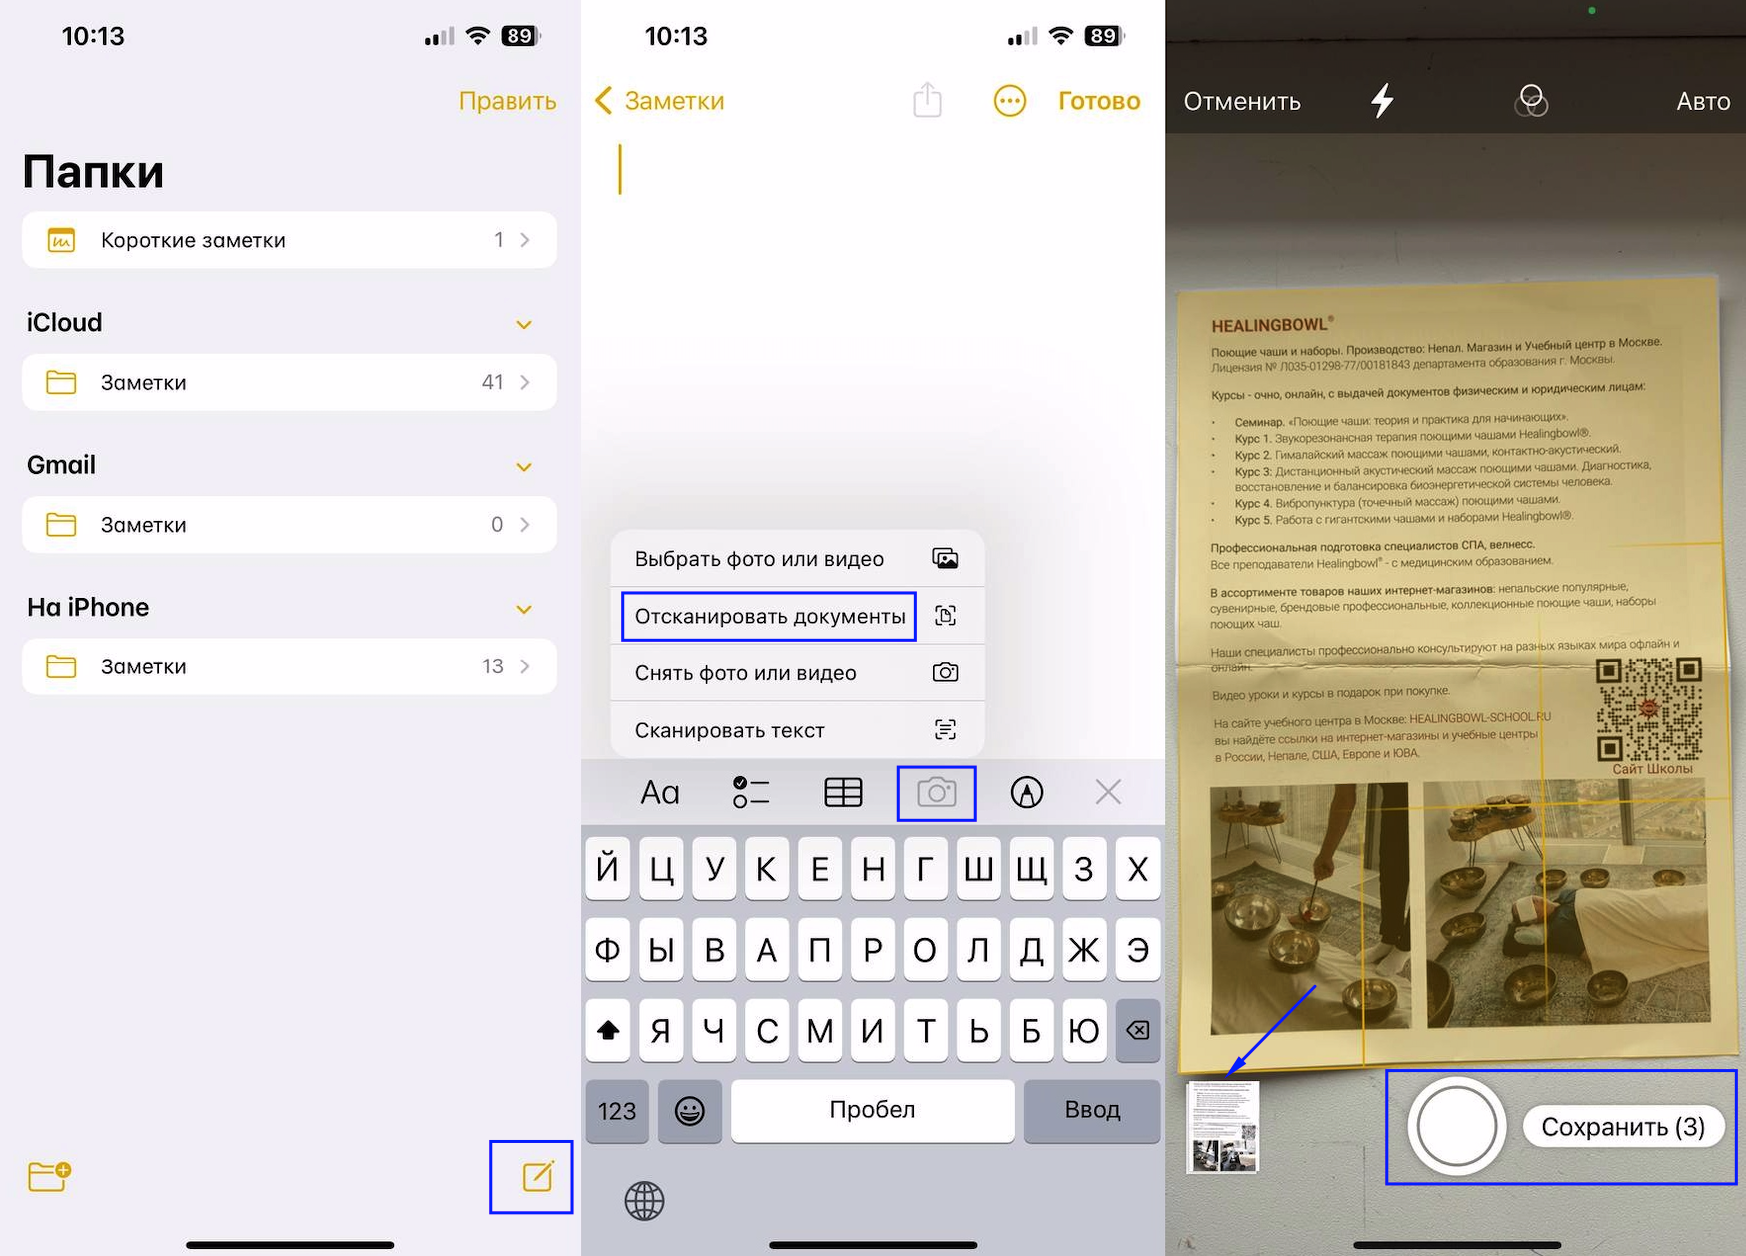 10:13
89
Править
Папки
Короткие заметки 1
iCloud
Заметки 41
Gmail
Заметки 0
На iPhone
Заметки 13
10:13
89
Заметки
Готово
Выбрать фото или видео
Отсканировать документы
Снять фото или видео
Сканировать текст
Aa
Й Ц У К Е Н Г Ш Щ З Х
Ф Ы В А П Р О Л Д Ж Э
Я Ч С М И Т Ь Б Ю
123
Пробел
Ввод
Отменить
Авто
HEALINGBOWL®
Поющие чаши и наборы. Производство: Непал. Магазин и Учебный центр в Москве.
Лицензия № Л035-01298-77/00181843 департамента образования г. Москвы.
Курсы - очно, онлайн, с выдачей документов физическим и юридическим лицам:
· Семинар. «Поющие чаши: теория и практика для начинающих».
· Курс 1. Звукорезонансная терапия поющими чашами Healingbowl®.
· Курс 2. Гималайский массаж поющими чашами, контактно-акустический.
· Курс 3: Дистанционный акустический массаж поющими чашами. Диагностика,
восстановление и балансировка биоэнергетической системы человека.
· Курс 4. Вибропунктура (точечный массаж) поющими чашами.
· Курс 5. Работа с гигантскими чашами и наборами Healingbowl®.
Профессиональная подготовка специалистов СПА, велнесс.
Все преподаватели Healingbowl® - с медицинским образованием.
В ассортименте товаров наших интернет-магазинов: непальские популярные,
сувенирные, брендовые профессиональные, коллекционные поющие чаши, наборы
поющих чаш.
Наши специалисты профессионально консультируют на разных языках мира офлайн и
онлайн.
Видео уроки и курсы в подарок при покупке.
На сайте учебного центра в Москве: HEALINGBOWL-SCHOOL.RU
вы найдёте ссылки на интернет-магазины и учебные центры
в России, Непале, США, Европе и ЮВА.
Сайт Школы
Сохранить (3)